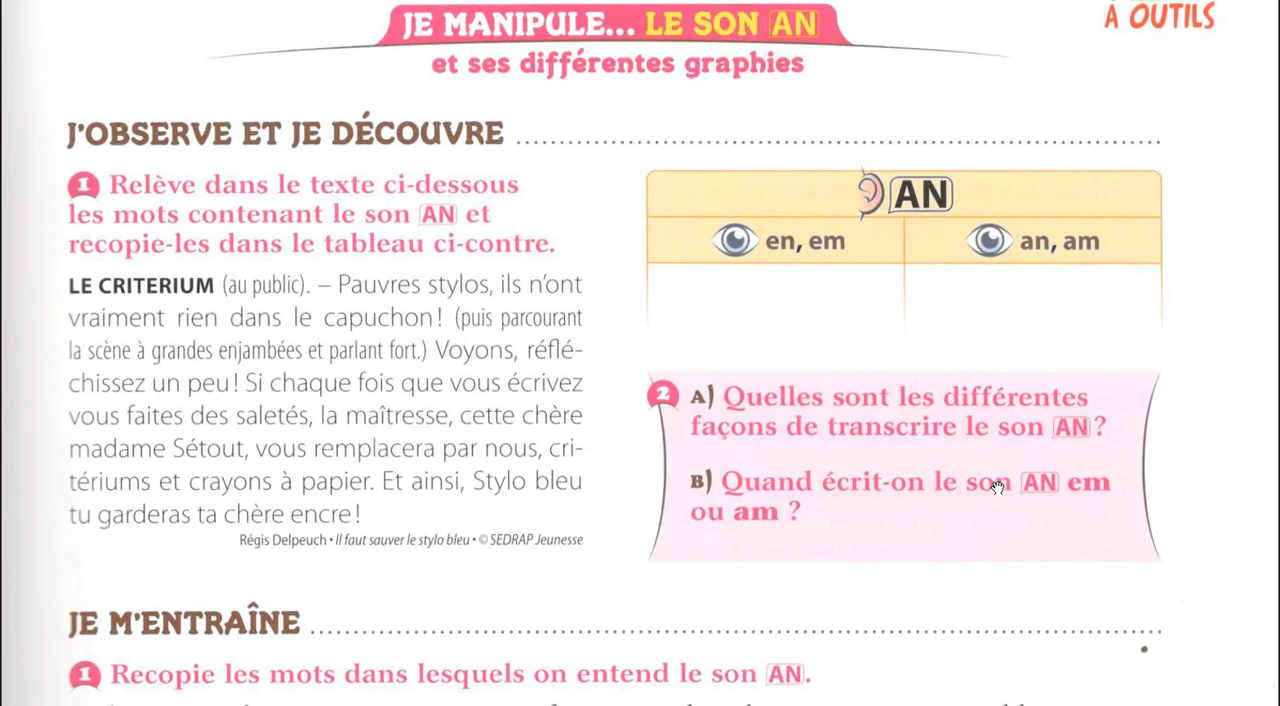 À OUTILS
JE MANIPULE... LE SON AN
et ses différentes graphies
J'OBSERVE ET JE DÉCOUVRE
1 Relève dans le texte ci-dessous
les mots contenant le son AN et
recopie-les dans le tableau ci-contre.
LE CRITERIUM (au public). – Pauvres stylos, ils n'ont
vraiment rien dans le capuchon! (puis parcourant
la scène à grandes enjambées et parlant fort.) Voyons, réflé-
chissez un peu! Si chaque fois que vous écrivez
vous faites des saletés, la maîtresse, cette chère
madame Sétout, vous remplacera par nous, cri-
tériums et crayons à papier. Et ainsi, Stylo bleu
tu garderas ta chère encre!
Régis Delpeuch • Il faut sauver le stylo bleu • © SEDRAP Jeunesse
AN
en, em
an, am
2 A) Quelles sont les différentes
façons de transcrire le son AN?
B) Quand écrit-on le son AN em
ou am ?
JE M'ENTRAÎNE
1 Recopie les mots dans lesquels on entend le son AN.